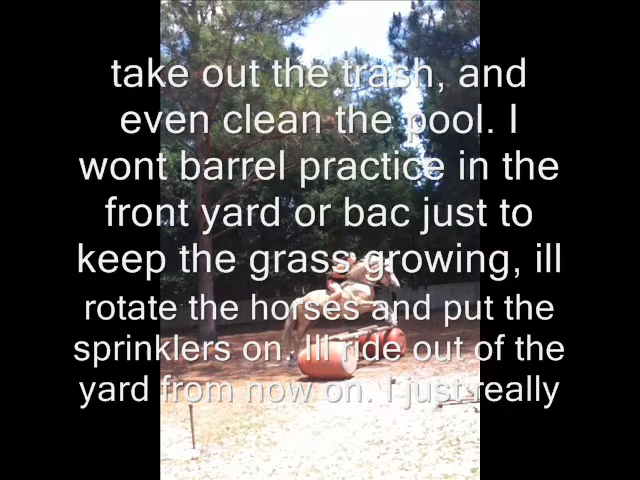 take out the trash, and
even clean the pool. I
wont barrel practice in the
front yard or bac just to
keep the grass growing, ill
rotate the horses and put the
sprinklers on. Ill ride out of the
yard from now on. I just really